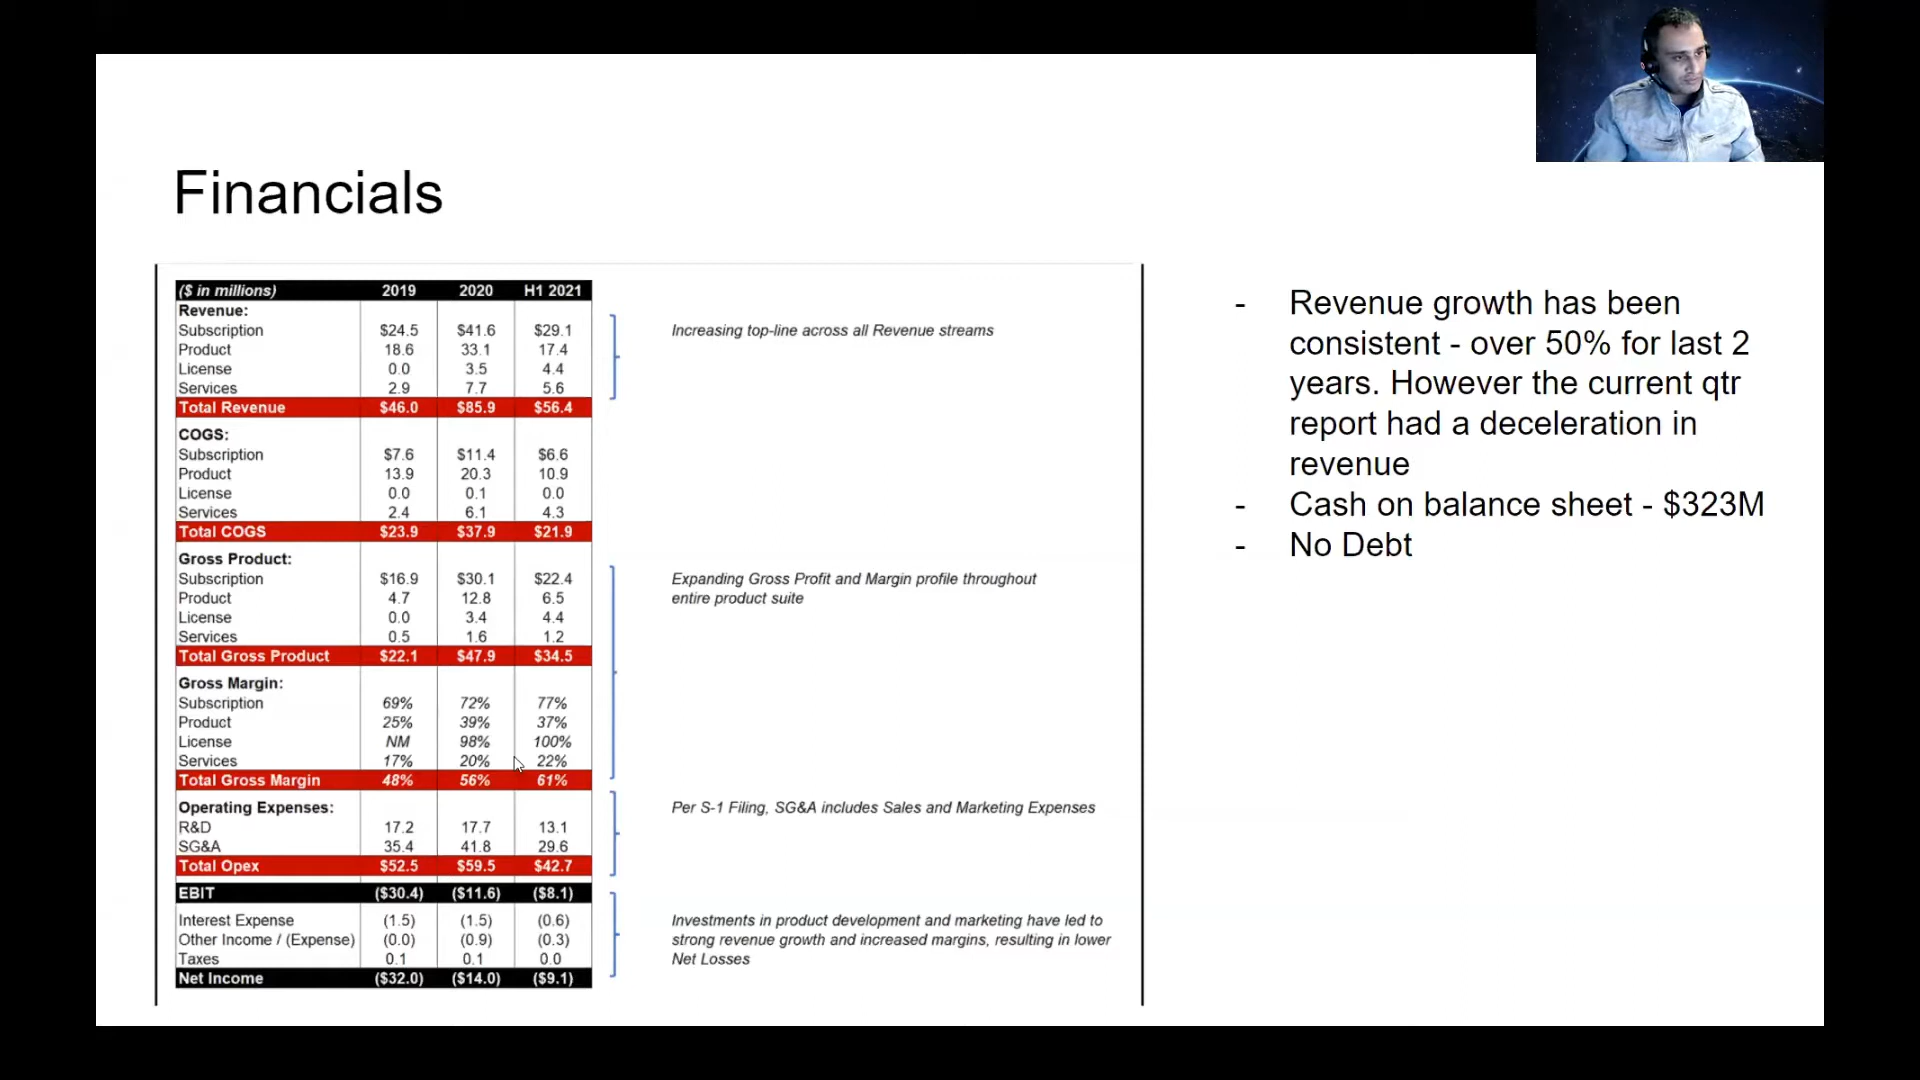 Financials
($ in millions) 2019 2020 H1 2021
Revenue:
Subscription $24.5 $41.6 $29.1
Product 18.6 33.1 17.4
License 0.0 3.5 4.4
Services 2.9 7.7 5.6
Total Revenue $46.0 $85.9 $56.4
COGS:
Subscription $7.6 $11.4 $6.6
Product 13.9 20.3 10.9
License 0.0 0.1 0.0
Services 2.4 6.1 4.3
Total COGS $23.9 $37.9 $21.9
Gross Product:
Subscription $16.9 $30.1 $22.4
Product 4.7 12.8 6.5
License 0.0 3.4 4.4
Services 0.5 1.6 1.2
Total Gross Product $22.1 $47.9 $34.5
Gross Margin:
Subscription 69% 72% 77%
Product 25% 39% 37%
License NM 98% 100%
Services 17% 20% 22%
Total Gross Margin 48% 56% 61%
Operating Expenses:
R&D 17.2 17.7 13.1
SG&A 35.4 41.8 29.6
Total Opex $52.5 $59.5 $42.7
EBIT ($30.4) ($11.6) ($8.1)
Interest Expense (1.5) (1.5) (0.6)
Other Income / (Expense) (0.0) (0.9) (0.3)
Taxes 0.1 0.1 0.0
Net Income ($32.0) ($14.0) ($9.1)
Increasing top-line across all Revenue streams
Expanding Gross Profit and Margin profile throughout
entire product suite
Per S-1 Filing, SG&A includes Sales and Marketing Expenses
Investments in product development and marketing have led to
strong revenue growth and increased margins, resulting in lower
Net Losses
- Revenue growth has been
consistent - over 50% for last 2
years. However the current qtr
report had a deceleration in
revenue
- Cash on balance sheet - $323M
- No Debt